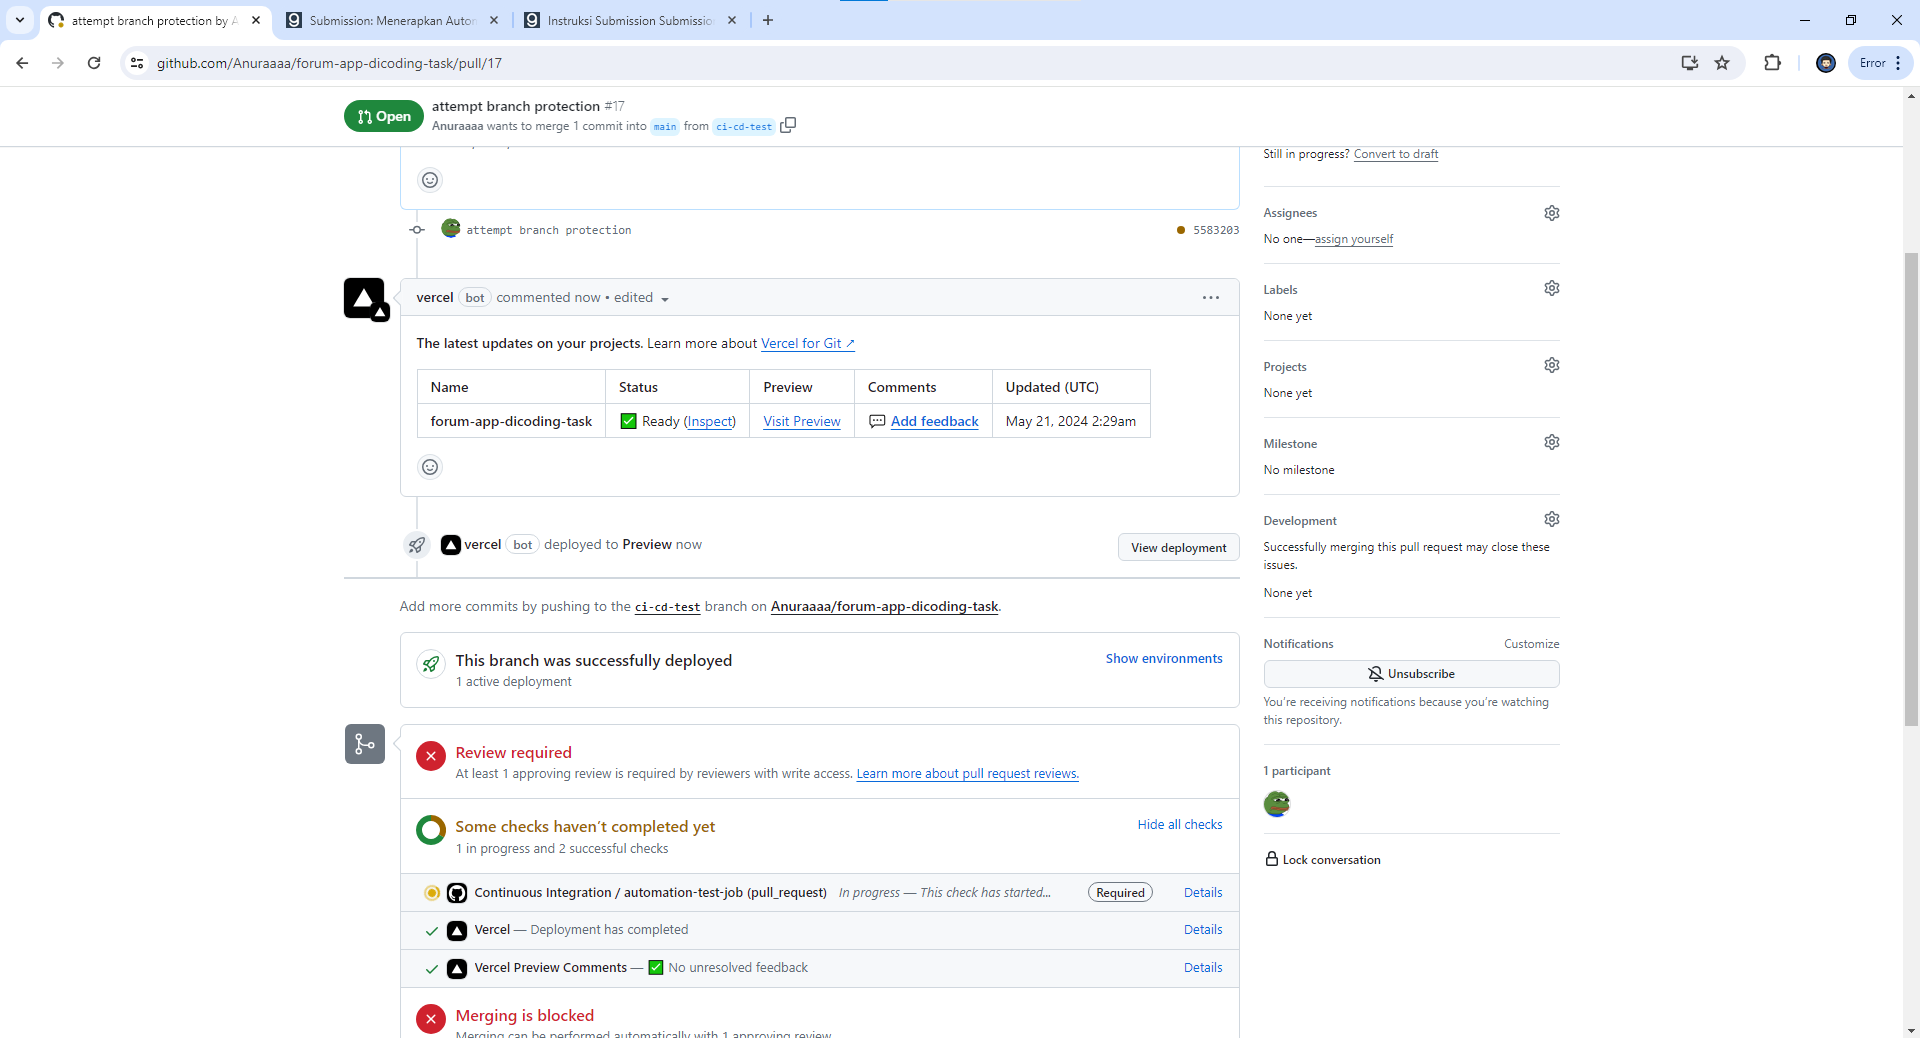 attempt branch protection by A
Submission: Menerapkan Autom
Instruksi Submission Submissio
github.com/Anuraaaa/forum-app-dicoding-task/pull/17
Error
Open
attempt branch protection #17
Anuraaaa wants to merge 1 commit into main from ci-cd-test
Still in progress? Convert to draft
attempt branch protection
5583203
Assignees
No one—assign yourself
vercel bot commented now • edited
Labels
None yet
The latest updates on your projects. Learn more about Vercel for Git ↗
Name Status Preview Comments Updated (UTC)
forum-app-dicoding-task ✅ Ready (Inspect) Visit Preview 💬 Add feedback May 21, 2024 2:29am
Projects
None yet
Milestone
No milestone
vercel bot deployed to Preview now
View deployment
Development
Successfully merging this pull request may close these
issues.
None yet
Add more commits by pushing to the ci-cd-test branch on Anuraaaa/forum-app-dicoding-task.
This branch was successfully deployed
1 active deployment
Show environments
Notifications
Customize
Unsubscribe
You're receiving notifications because you're watching
this repository.
Review required
At least 1 approving review is required by reviewers with write access. Learn more about pull request reviews.
1 participant
Some checks haven't completed yet
1 in progress and 2 successful checks
Hide all checks
Lock conversation
Continuous Integration / automation-test-job (pull_request) In progress — This check has started... Required Details
Vercel — Deployment has completed Details
Vercel Preview Comments — ✅ No unresolved feedback Details
Merging is blocked
Merging can be performed automatically with 1 approving review.